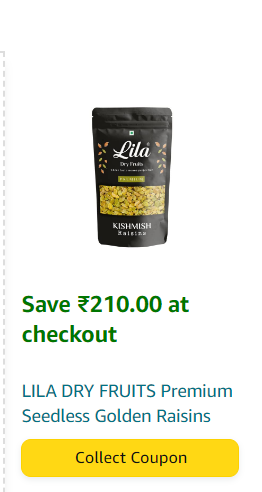 Lila
Dry Fruits
KISHMISH
Raisins
Save ₹210.00 at
checkout
LILA DRY FRUITS Premium
Seedless Golden Raisins
Collect Coupon